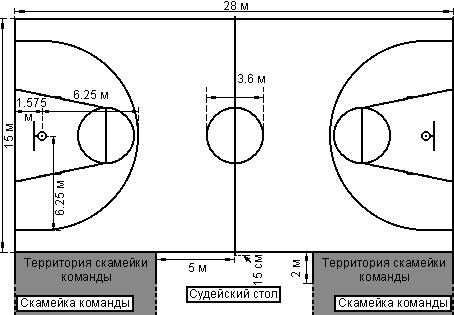 28 м
1.575
м
6.25 м
3.6 м
15 м
6.25 м
Территория скамейки
команды
Скамейка команды
5 м
Судейский стол
15 см
2 м
Территория скамейки
команды
Скамейка команды